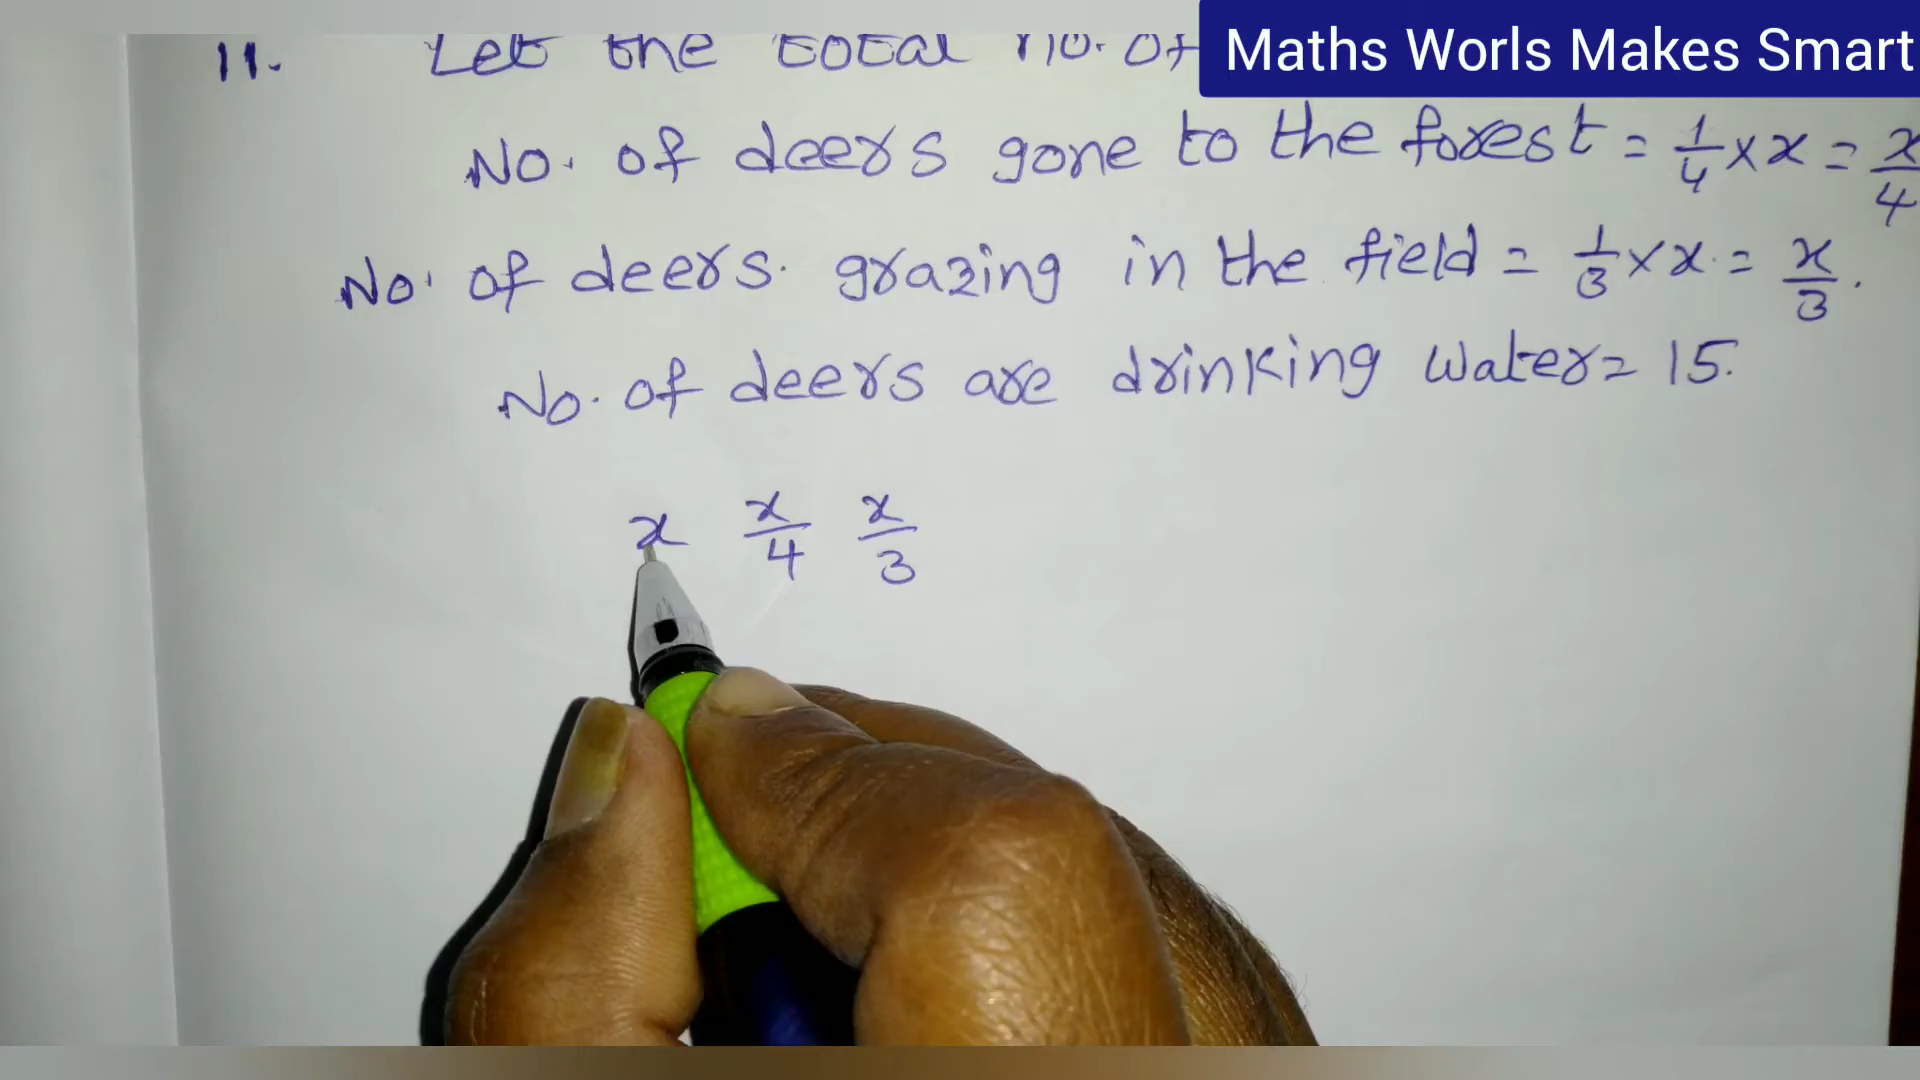 11. Let the total no. of
Maths Worls Makes Smart
No. of deers gone to the forest = 1/4 × x = x/4
No. of deers. grazing in the field = 1/3 × x = x/3.
No. of deers are drinking water = 15.
x x/4 x/3